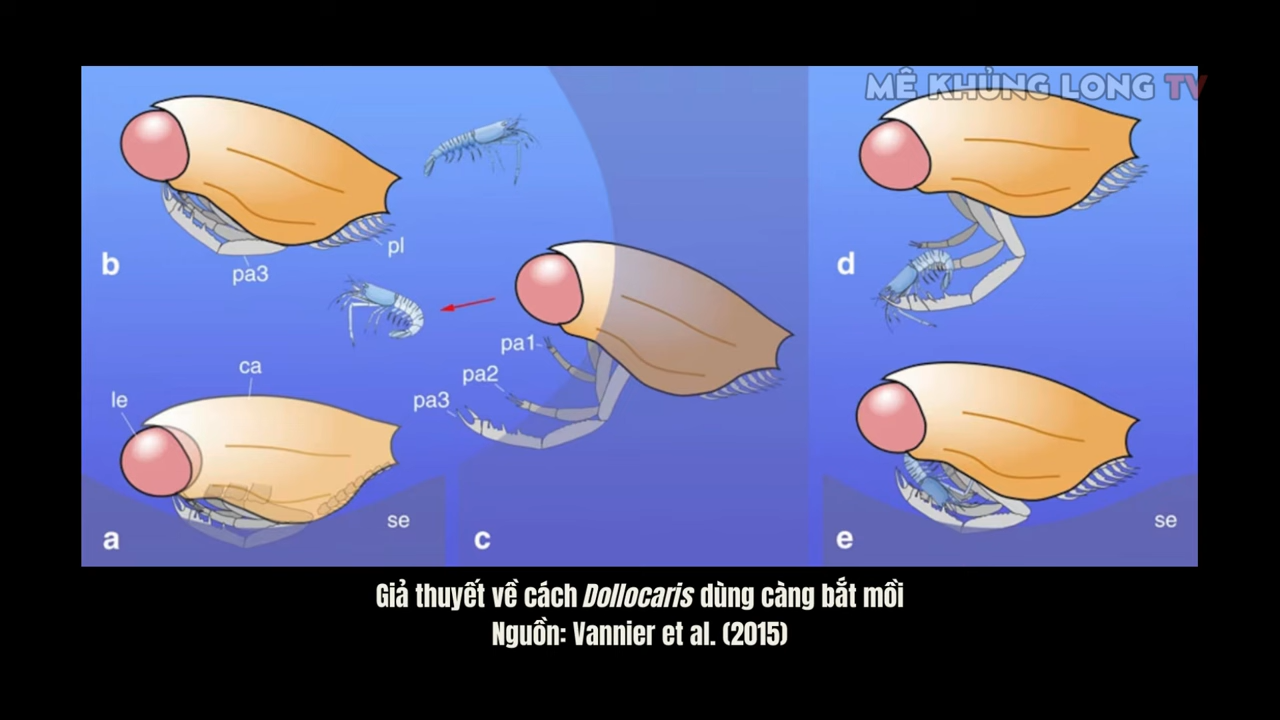 MÊ KHỦNG LONG TV
b
pl
pa3
d
pa1
pa2
pa3
ca
le
se
a
c
e
se
Giả thuyết về cách Dollocaris dùng càng bắt mồi
Nguồn: Vannier et al. (2015)